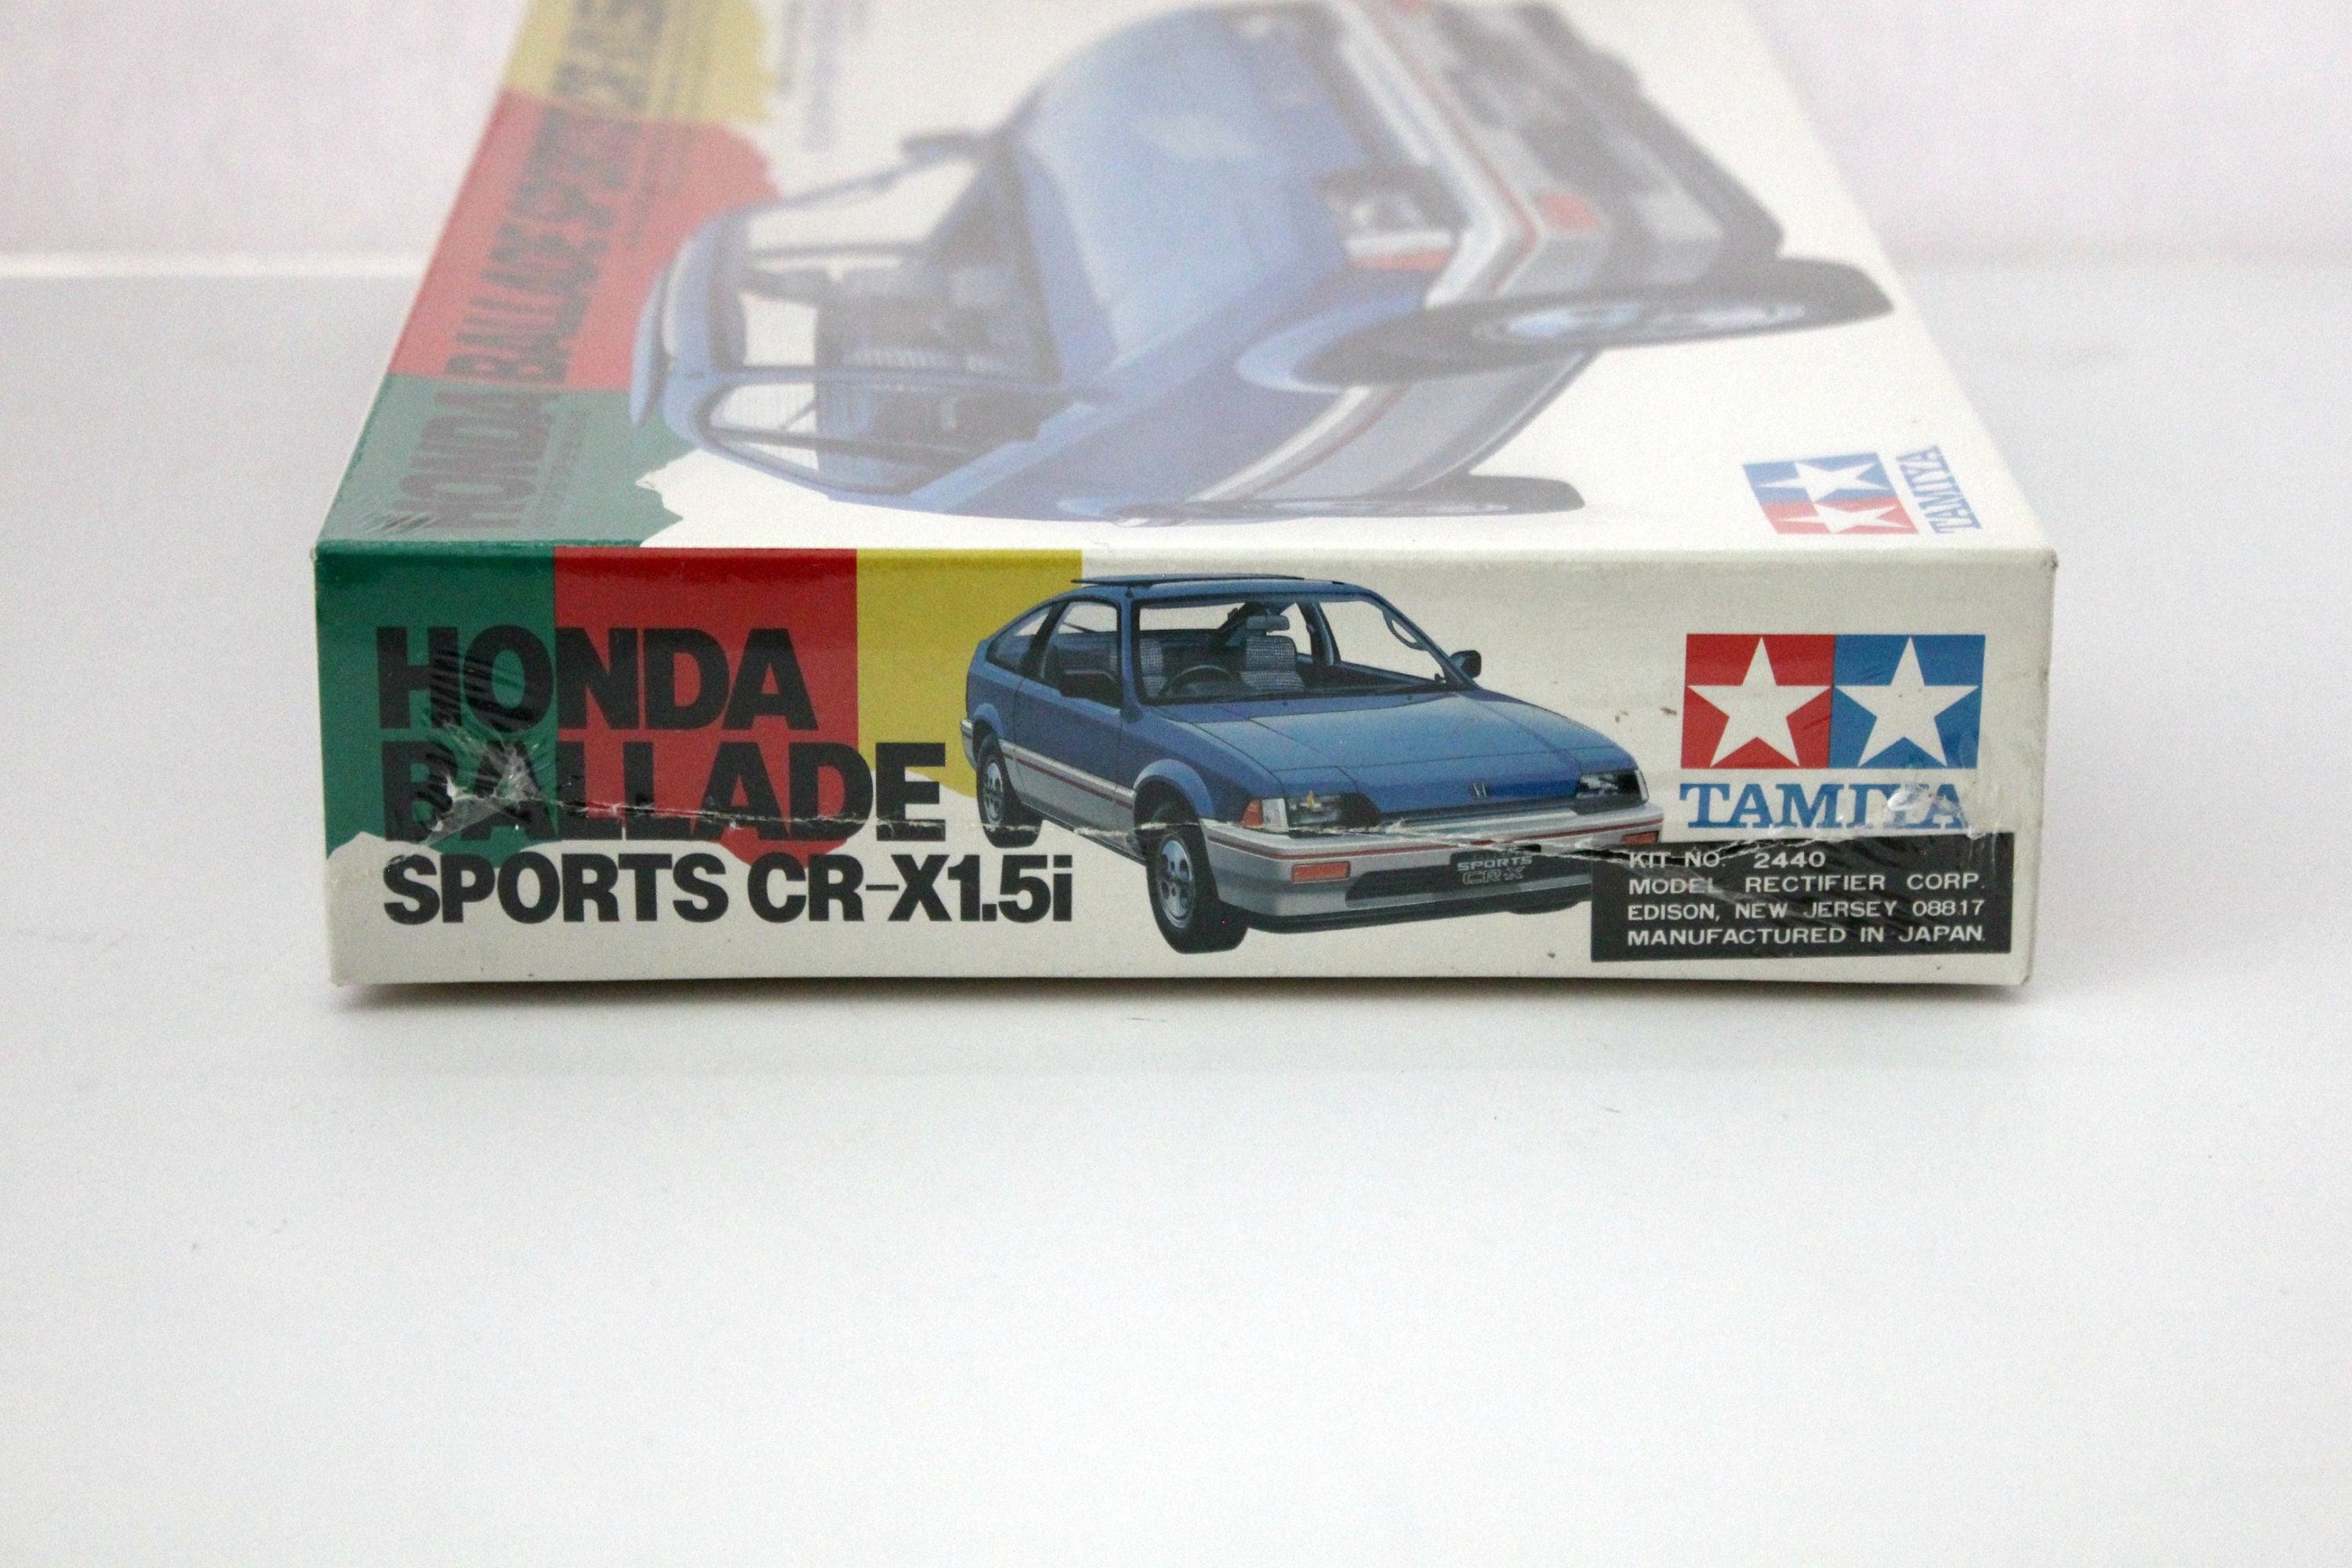 HONDA
BALLADE SPORTS
TAMIYA
HONDA
BALLADE
SPORTS CR-X1.5i
SPORTS
CR-X
TAMIYA
KIT NO. 2440
MODEL RECTIFIER CORP.
EDISON, NEW JERSEY 08817
MANUFACTURED IN JAPAN.